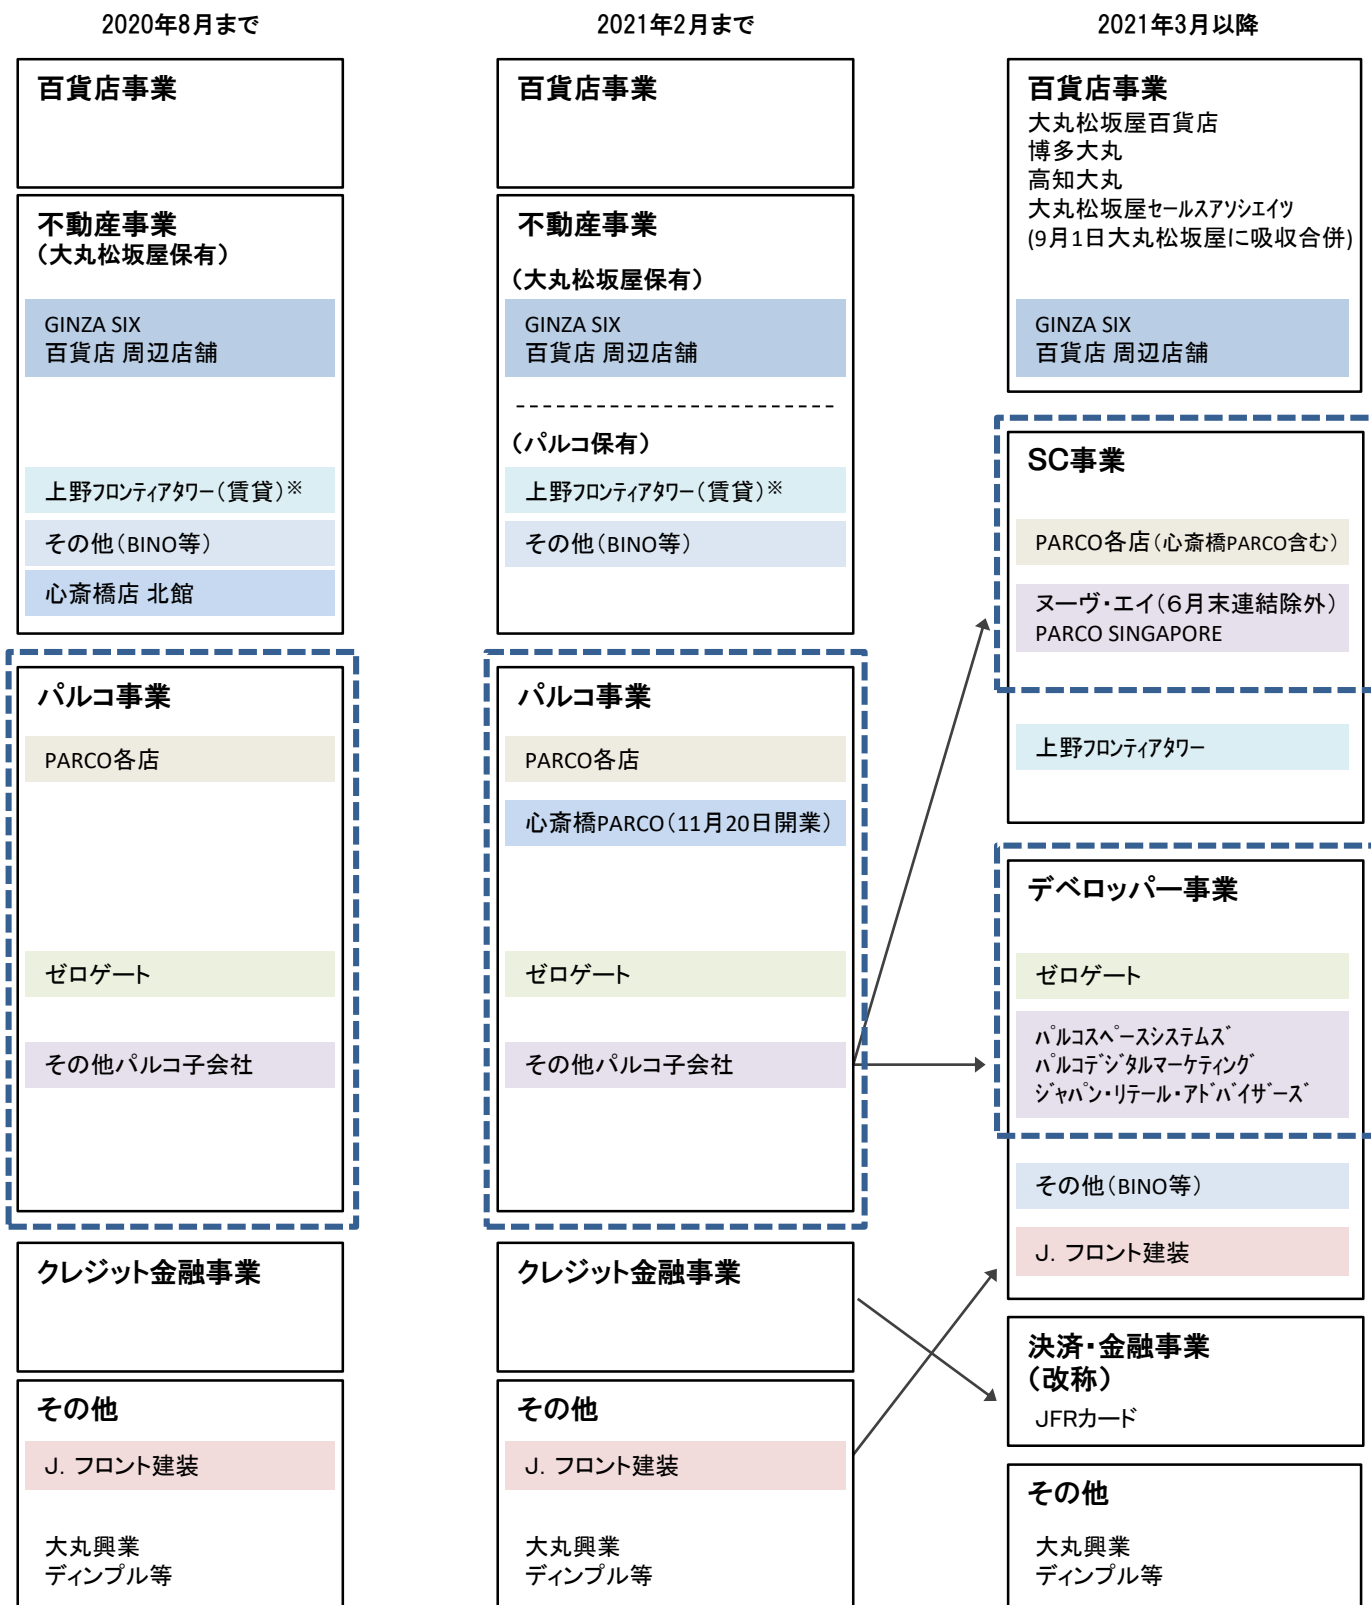 2020年8月まで
百貨店事業
不動産事業
（大丸松坂屋保有）
GINZA SIX
百貨店 周辺店舗
上野フロンティアタワー（賃貸）※
その他（BINO等）
心斎橋店 北館
パルコ事業
PARCO各店
ゼロゲート
その他パルコ子会社
クレジット金融事業
その他
J．フロント建装
大丸興業
ディンプル等
2021年2月まで
百貨店事業
不動産事業
（大丸松坂屋保有）
GINZA SIX
百貨店 周辺店舗
（パルコ保有）
上野フロンティアタワー（賃貸）※
その他（BINO等）
パルコ事業
PARCO各店
心斎橋PARCO（11月20日開業）
ゼロゲート
その他パルコ子会社
クレジット金融事業
その他
J．フロント建装
大丸興業
ディンプル等
2021年3月以降
百貨店事業
大丸松坂屋百貨店
博多大丸
高知大丸
大丸松坂屋セールスアソシエイツ
(9月1日大丸松坂屋に吸収合併)
GINZA SIX
百貨店 周辺店舗
SC事業
PARCO各店（心斎橋PARCO含む）
ヌーヴ・エイ（６月末連結除外）
PARCO SINGAPORE
上野フロンティアタワー
デベロッパー事業
ゼロゲート
パルコスペースシステムズ
パルコデジタルマーケティング
ジャパン・リテール・アドバイザーズ
その他（BINO等）
J．フロント建装
決済・金融事業
（改称）
JFRカード
その他
大丸興業
ディンプル等